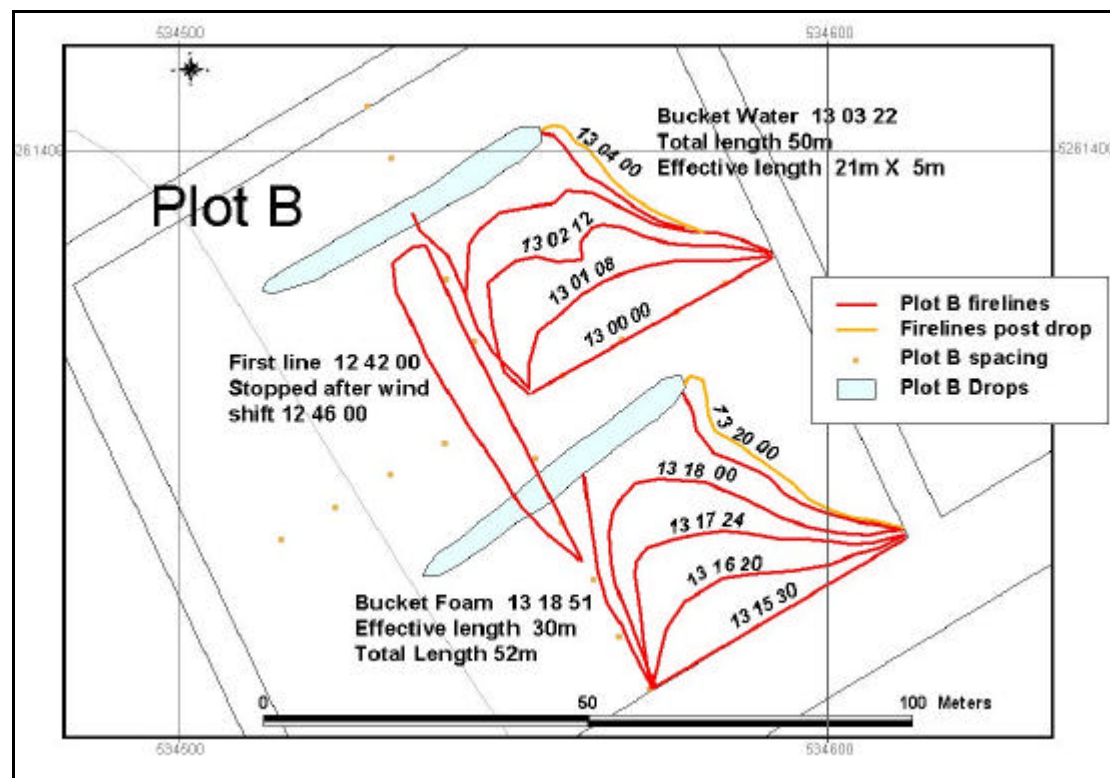 534500
534600
5261400
5261400
Plot B
Bucket Water 13 03 22
Total length 50m
Effective length 21m X 5m
13 04 00
13 02 12
13 01 08
13 00 00
First line 12 42 00
Stopped after wind
shift 12 46 00
Plot B firelines
Firelines post drop
Plot B spacing
Plot B Drops
13 20 00
13 18 00
13 17 24
13 16 20
13 15 30
Bucket Foam 13 18 51
Effective length 30m
Total Length 52m
0
50
100 Meters
534500
534600